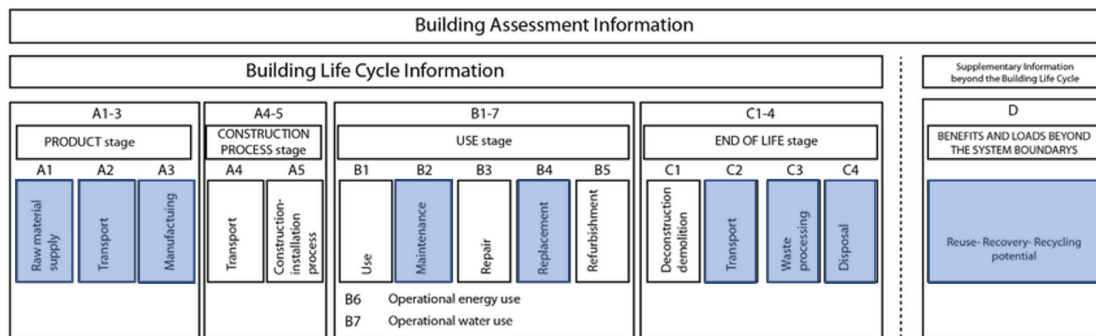 Building Assessment Information
Building Life Cycle Information
Supplementary Information
beyond the Building Life Cycle
A1-3
PRODUCT stage
A1
A2
A3
Raw material
supply
Transport
Manufactuing
A4-5
CONSTRUCTION
PROCESS stage
A4
A5
Transport
Construction-
installation
process
B1-7
USE stage
B1
B2
B3
B4
B5
Use
Maintenance
Repair
Replacement
Refurbishment
B6 Operational energy use
B7 Operational water use
C1-4
END OF LIFE stage
C1
C2
C3
C4
Deconstruction
demolition
Transport
Waste
processing
Disposal
D
BENEFITS AND LOADS BEYOND
THE SYSTEM BOUNDARYS
Reuse- Recovery- Recycling
potential